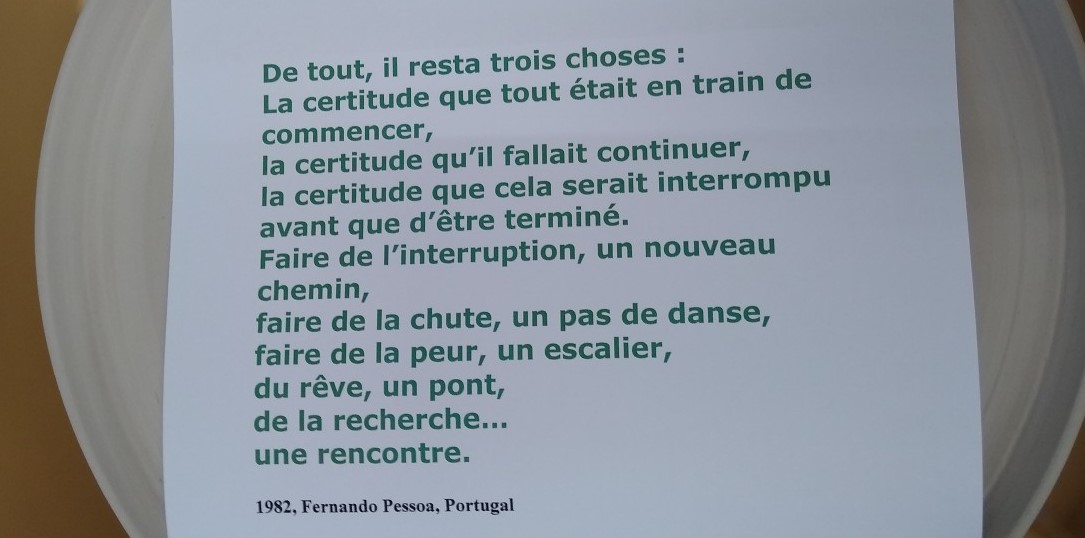 De tout, il resta trois choses :
La certitude que tout était en train de
commencer,
la certitude qu’il fallait continuer,
la certitude que cela serait interrompu
avant que d’être terminé.
Faire de l’interruption, un nouveau
chemin,
faire de la chute, un pas de danse,
faire de la peur, un escalier,
du rêve, un pont,
de la recherche...
une rencontre.
1982, Fernando Pessoa, Portugal